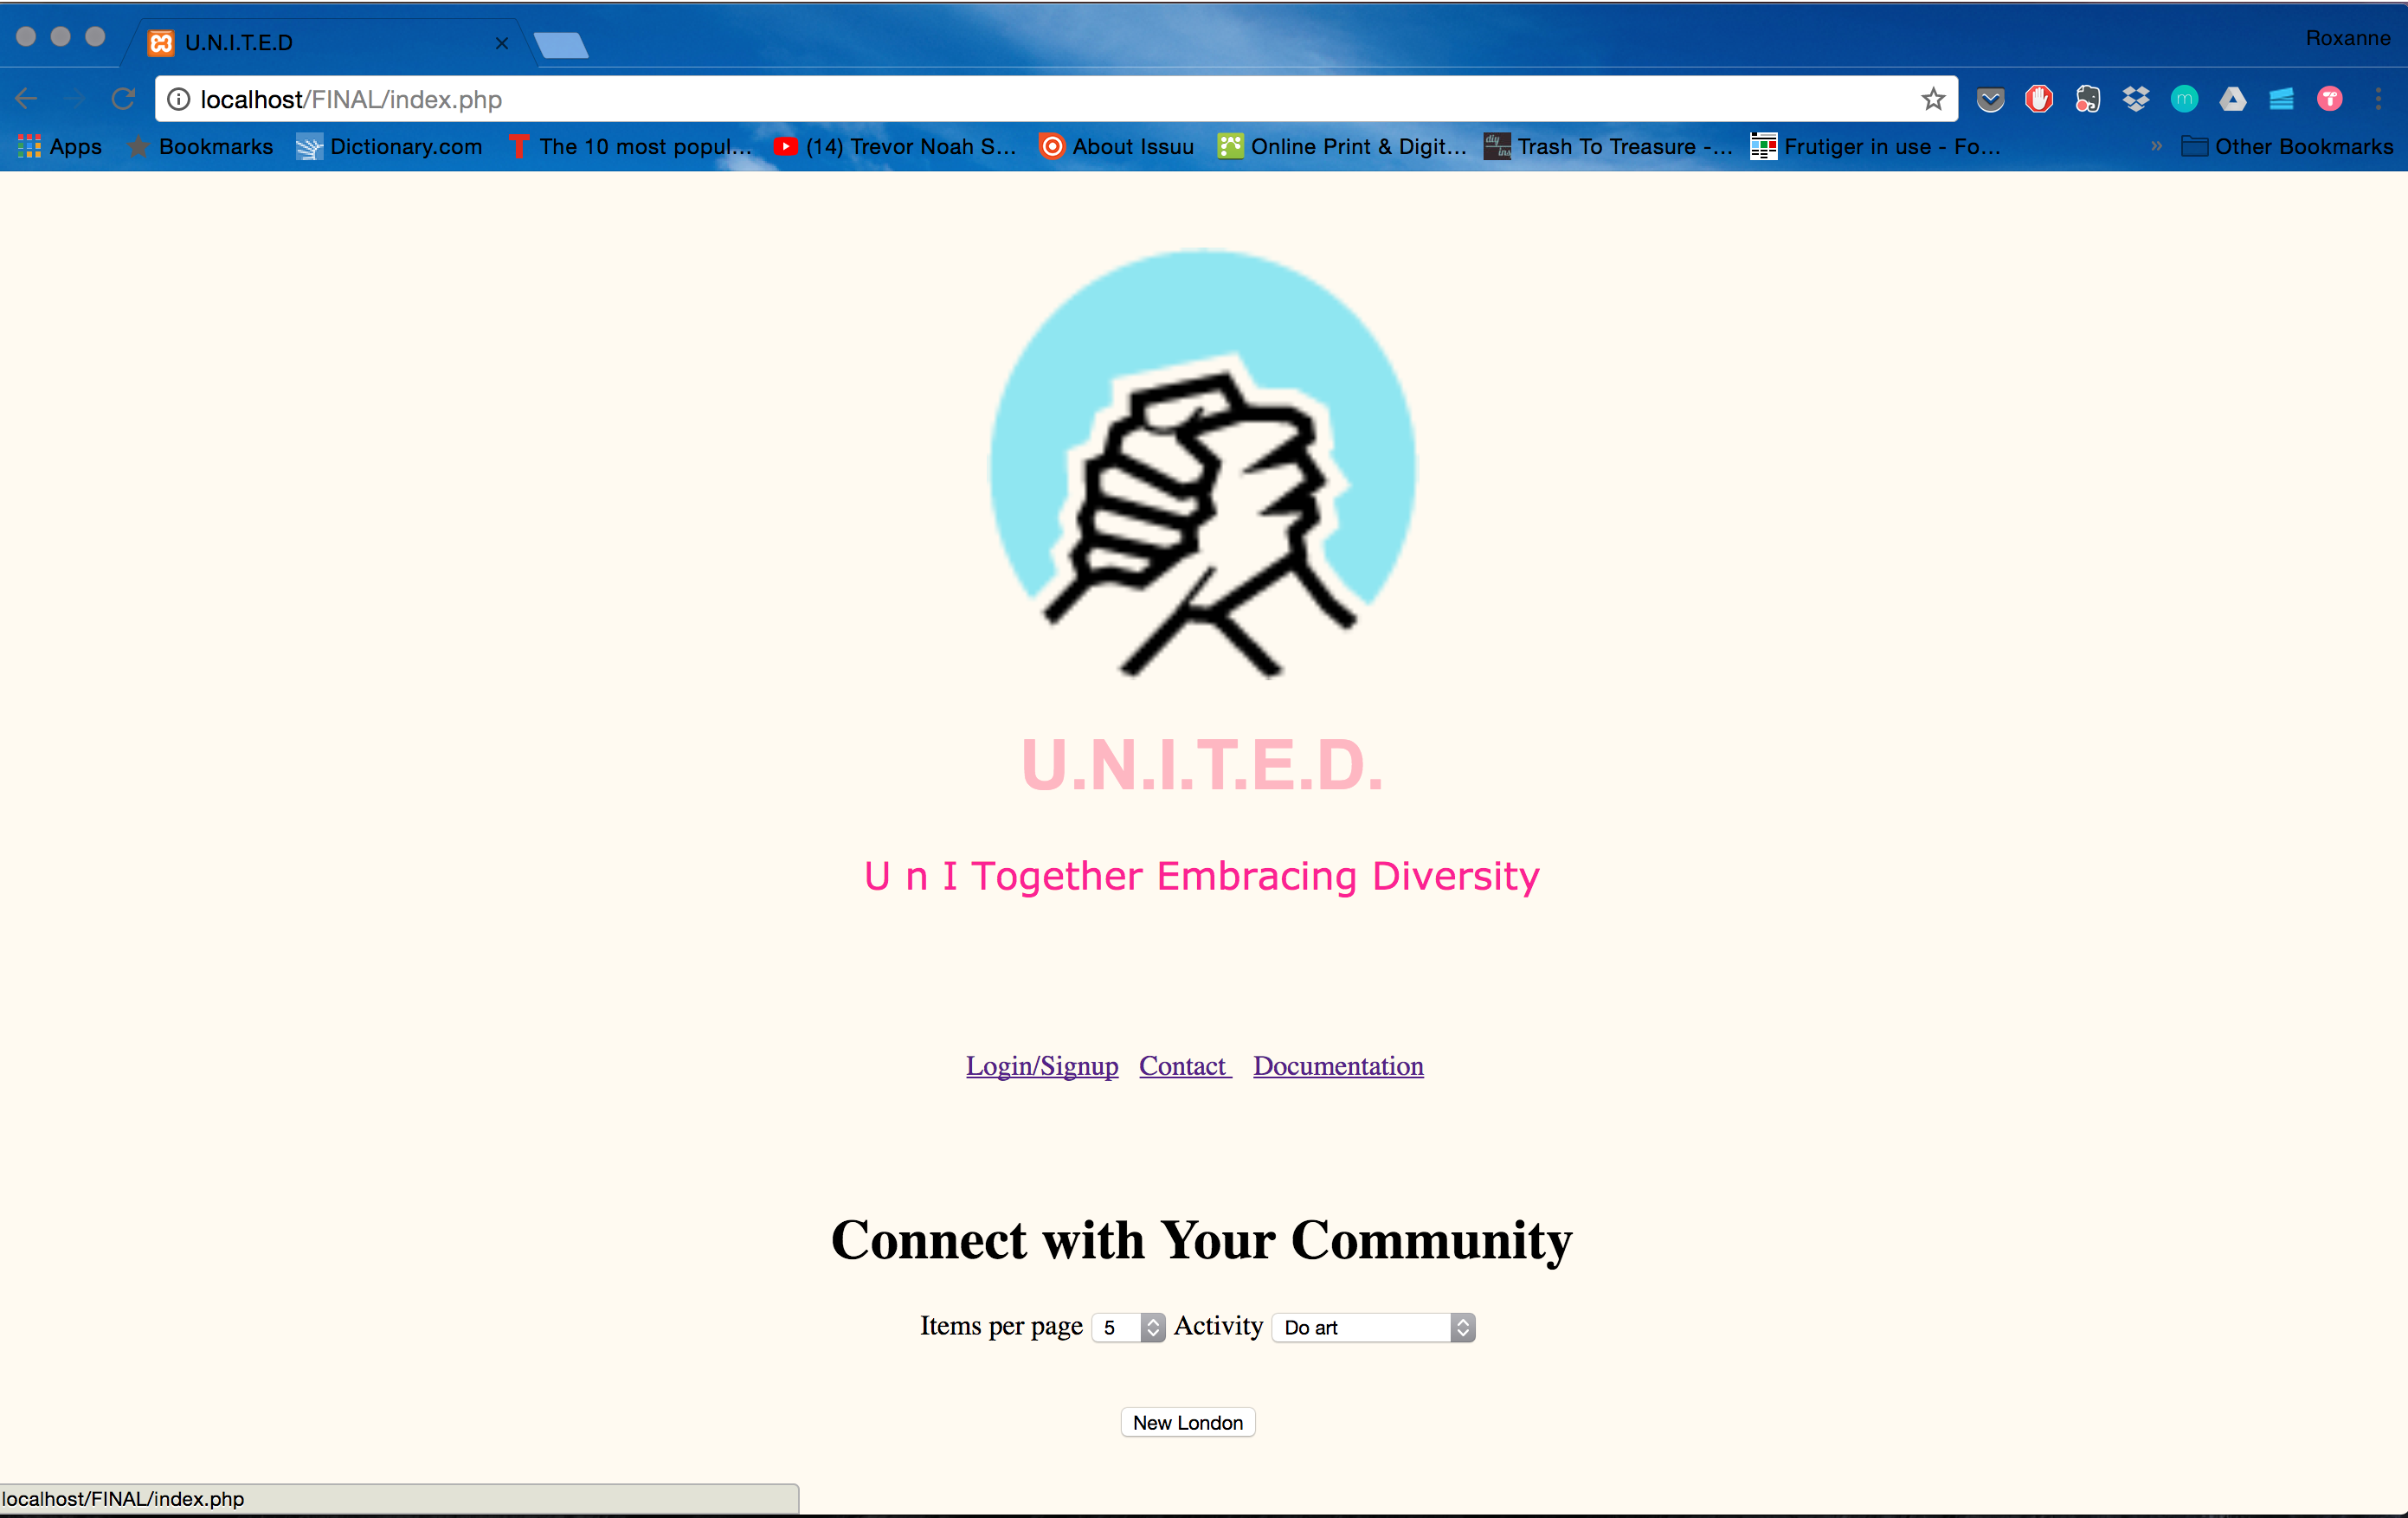 U.N.I.T.E.D
Roxanne
localhost/FINAL/index.php
Apps Bookmarks Dictionary.com The 10 most popul... (14) Trevor Noah S... About Issuu Online Print & Digit... Trash To Treasure -... Frutiger in use - Fo... » Other Bookmarks
U.N.I.T.E.D.
U n I Together Embracing Diversity
Login/Signup Contact Documentation
Connect with Your Community
Items per page 5 Activity Do art
New London
localhost/FINAL/index.php